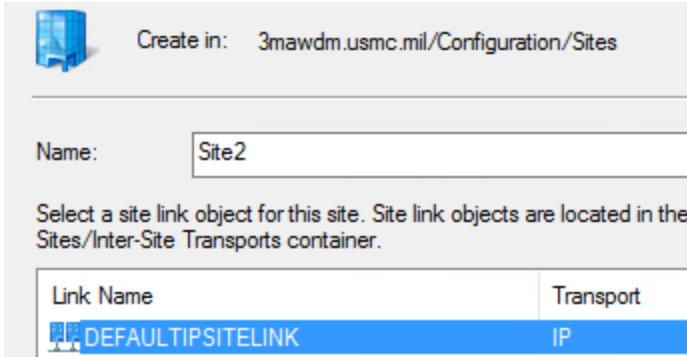 Create in: 3mawdm.usmc.mil/Configuration/Sites
Name: Site2
Select a site link object for this site. Site link objects are located in the
Sites/Inter-Site Transports container.
Link Name Transport
DEFAULTIPSITELINK IP